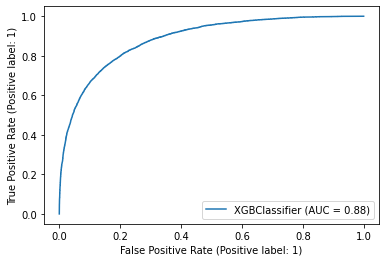 1.0
0.8
0.6
0.4
0.2
0.0
True Positive Rate (Positive label: 1)
XGBClassifier (AUC = 0.88)
0.0 0.2 0.4 0.6 0.8 1.0
False Positive Rate (Positive label: 1)